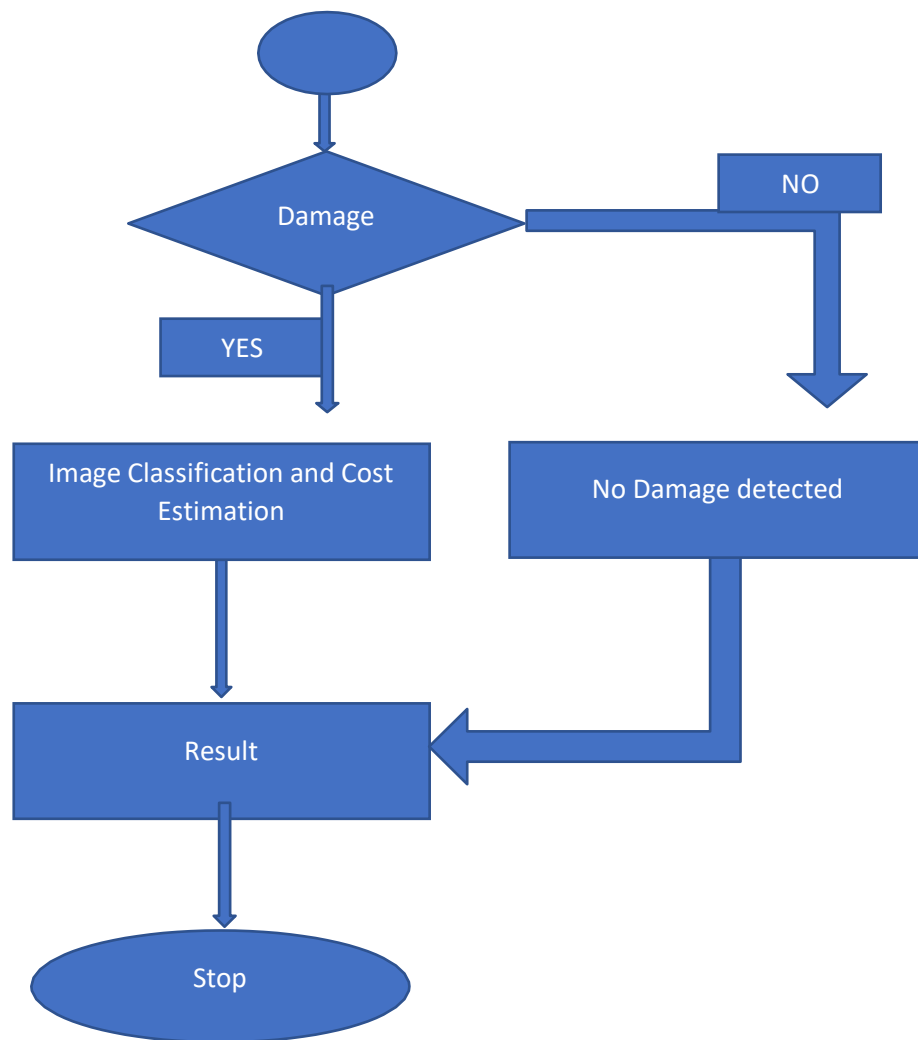 NO
Damage
YES
Image Classification and Cost
Estimation
No Damage detected
Result
Stop